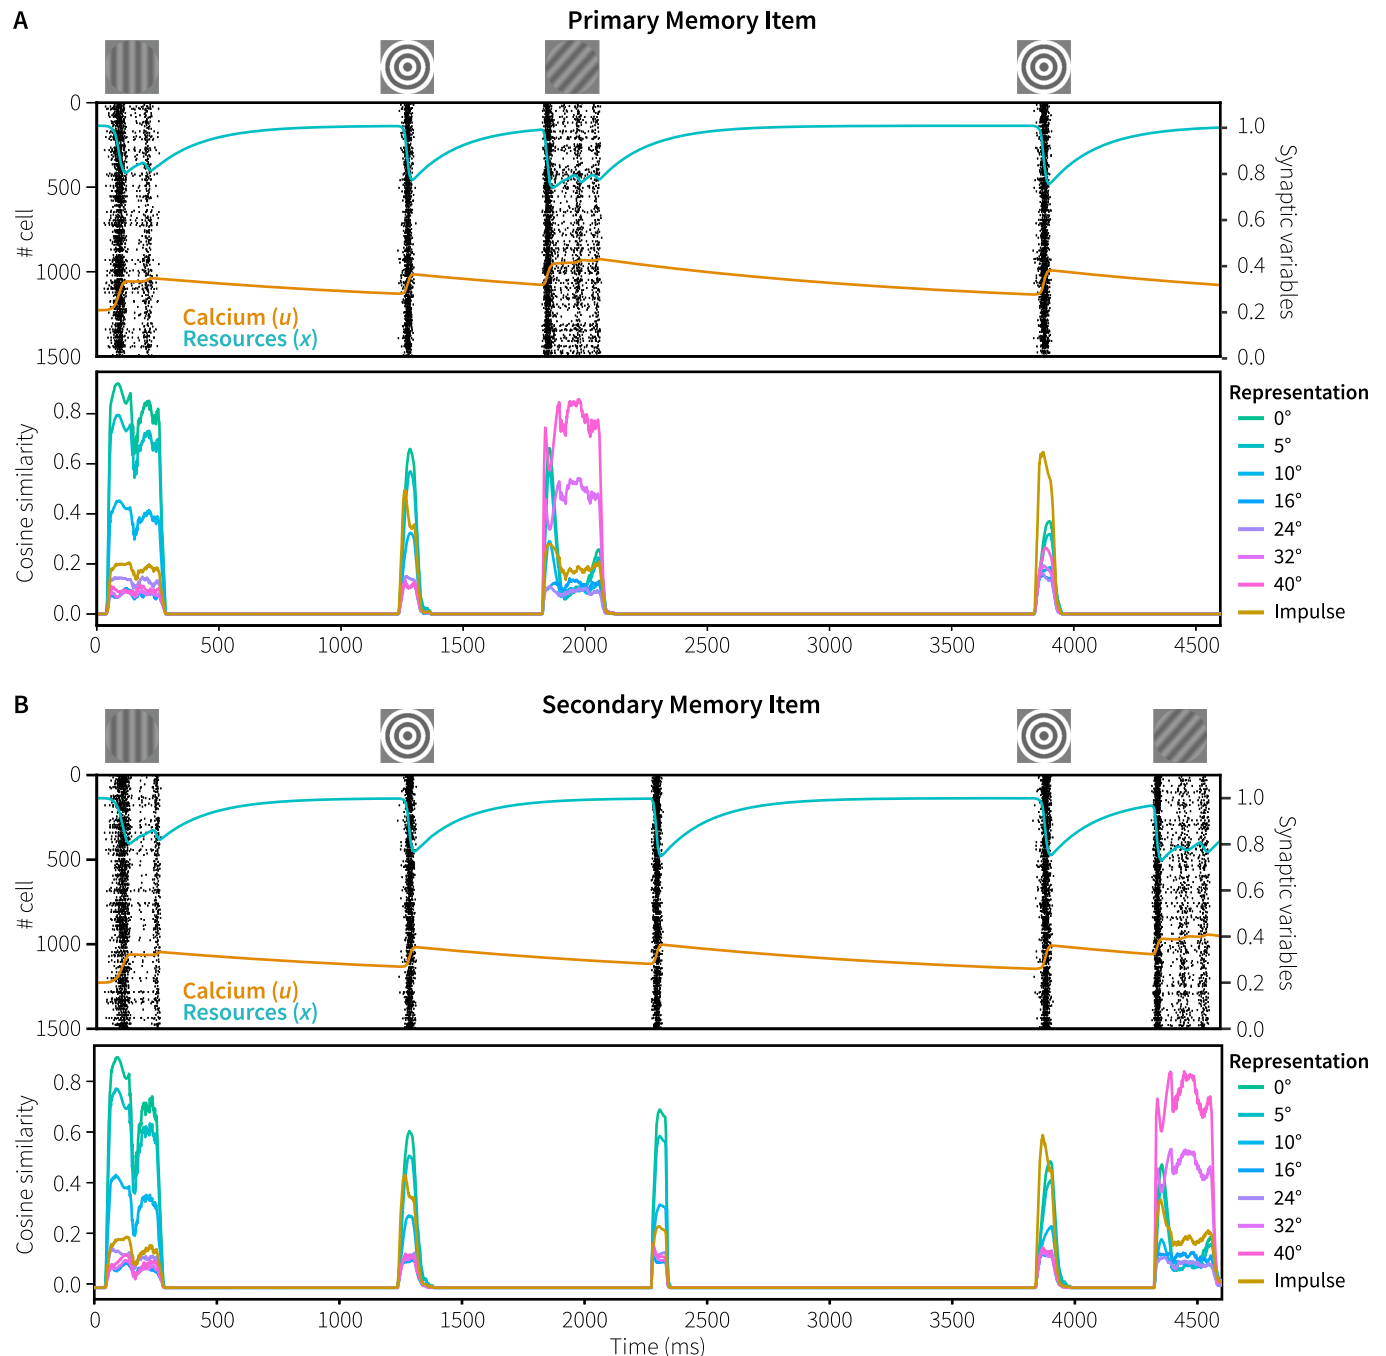 A
Primary Memory Item
0
500
1000
1500
# cell
1.0
0.8
0.6
0.4
0.2
0.0
Synaptic variables
Calcium (u)
Resources (x)
0.8
0.6
0.4
0.2
0.0
Cosine similarity
0 500 1000 1500 2000 2500 3000 3500 4000 4500
Representation
0°
5°
10°
16°
24°
32°
40°
Impulse
B
Secondary Memory Item
0
500
1000
1500
# cell
1.0
0.8
0.6
0.4
0.2
0.0
Synaptic variables
Calcium (u)
Resources (x)
0.8
0.6
0.4
0.2
0.0
Cosine similarity
0 500 1000 1500 2000 2500 3000 3500 4000 4500
Time (ms)
Representation
0°
5°
10°
16°
24°
32°
40°
Impulse